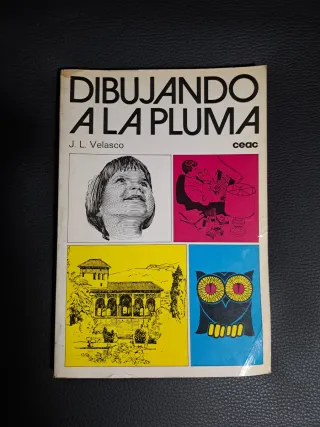 DIBUJANDO
A LA PLUMA
J. L. Velasco
ceac